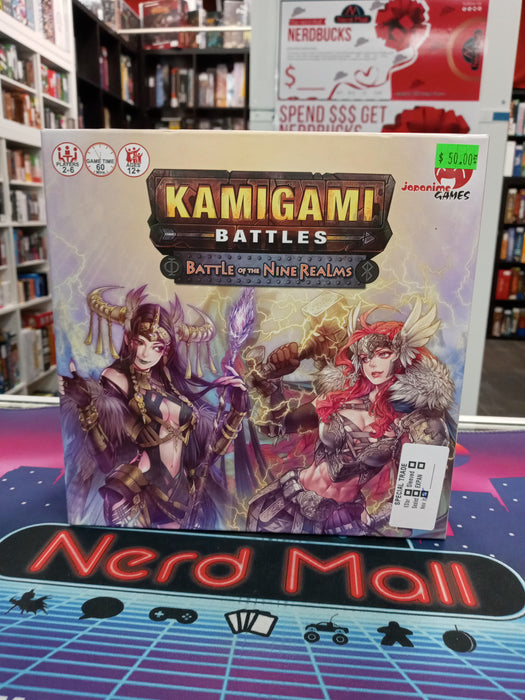 NERDBUCKS
$
SPEND $$$ GET
NERDBUCKS
PLAYERS
2-6
GAME TIME
60
AGES
12+
$ 50.00
japanime
GAMES
KAMIGAMI
BATTLES
BATTLE OF THE NINE REALMS
SPECIAL TRADE
Nerd Mall